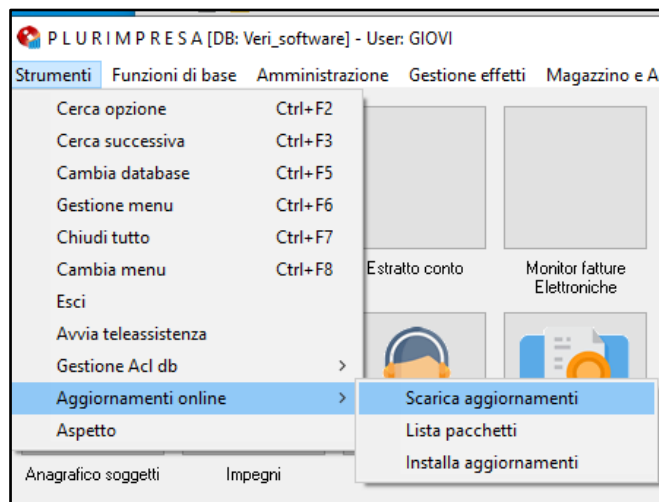 P L U R I M P R E S A [DB: Veri_software] - User: GIOVI
Strumenti Funzioni di base Amministrazione Gestione effetti Magazzino e A
Cerca opzione Ctrl+F2
Cerca successiva Ctrl+F3
Cambia database Ctrl+F5
Gestione menu Ctrl+F6
Chiudi tutto Ctrl+F7
Cambia menu Ctrl+F8
Esci
Avvia teleassistenza
Gestione Acl db
Aggiornamenti online
Aspetto
Estratto conto
Monitor fatture
Elettroniche
Scarica aggiornamenti
Lista pacchetti
Installa aggiornamenti
Anagrafico soggetti
Impegni